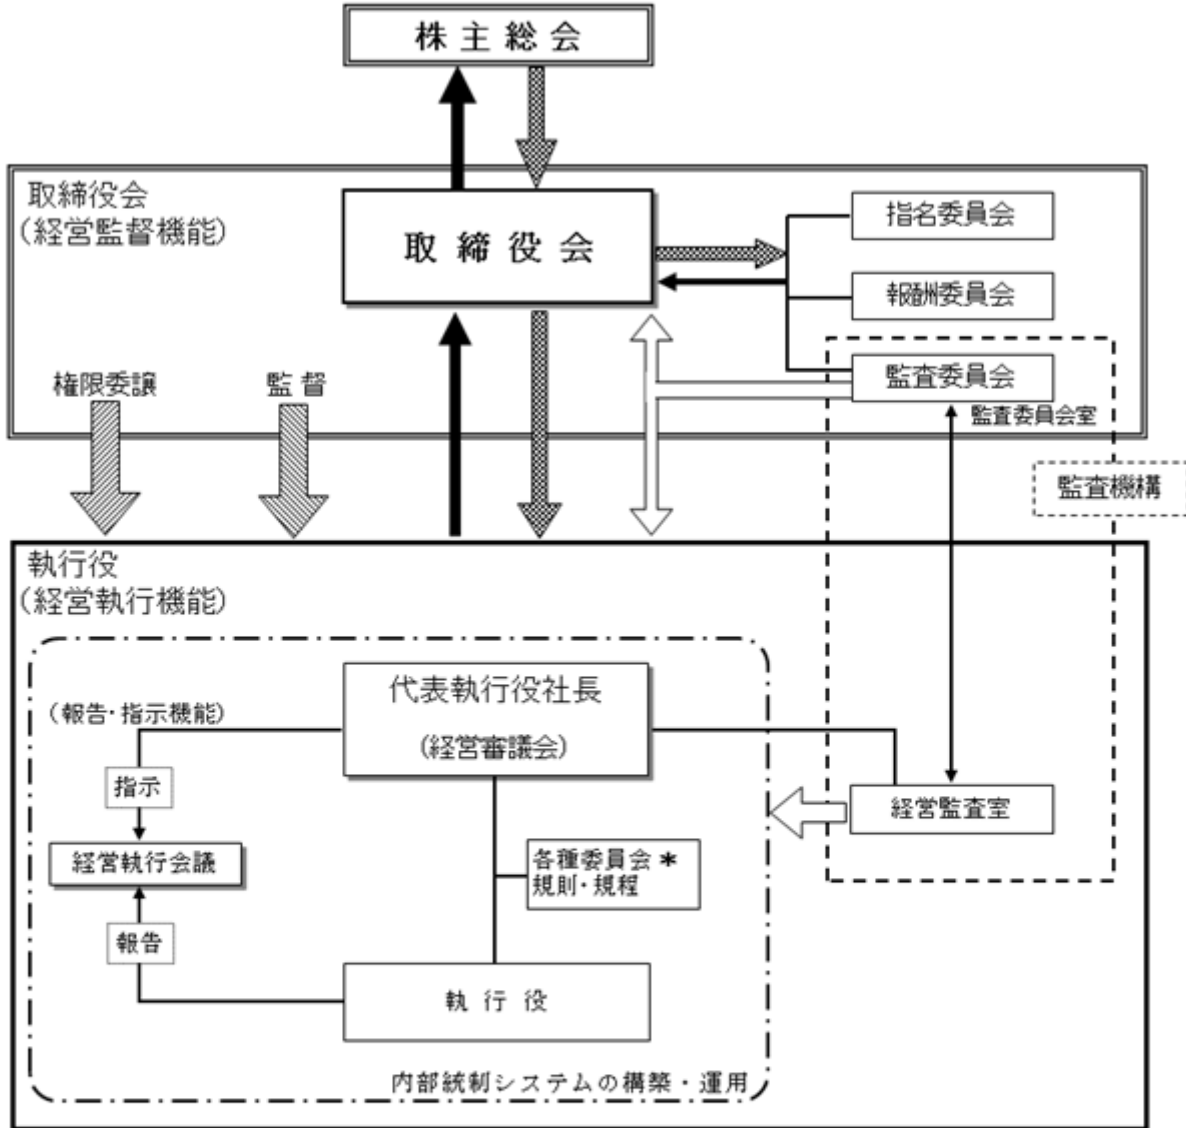 株主総会
取締役会
(経営監督機能)
取締役会
指名委員会
報酬委員会
監査委員会
監査委員会室
権限委譲
監督
監査機構
執行役
(経営執行機能)
代表執行役社長
(経営審議会)
(報告・指示機能)
指示
経営執行会議
報告
経営監査室
各種委員会 *
規則・規程
執行役
内部統制システムの構築・運用